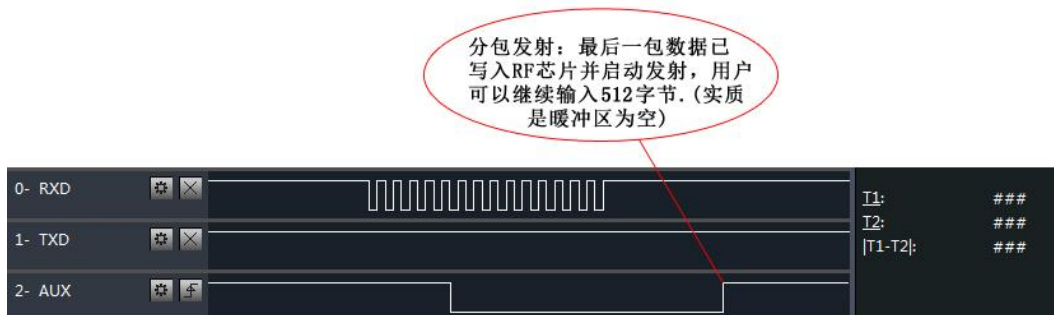 分包发射：最后一包数据已
写入RF芯片并启动发射，用户
可以继续输入512字节.(实质
是暖冲区为空)
0- RXD
T1: ###
1- TXD
T2: ###
|T1-T2|: ###
2- AUX